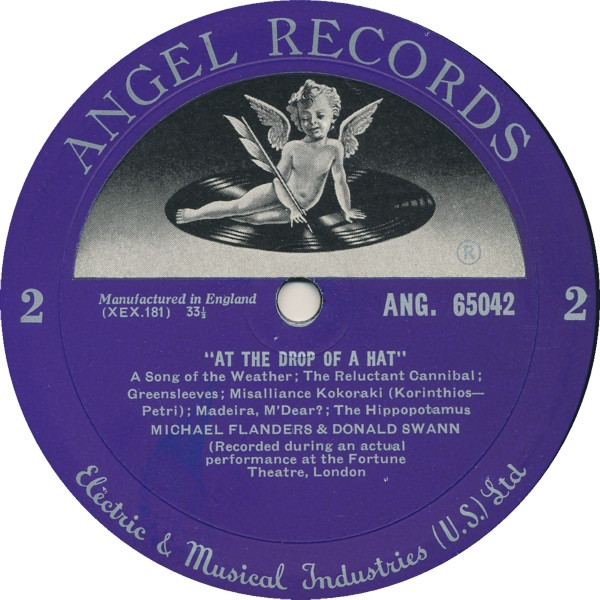 ANGEL RECORDS
®
2
2
Manufactured in England
(XEX.181) 33⅓
ANG. 65042
"AT THE DROP OF A HAT"
A Song of the Weather; The Reluctant Cannibal;
Greensleeves; Misalliance Kokoraki (Korinthios—
Petri); Madeira, M'Dear?; The Hippopotamus
MICHAEL FLANDERS & DONALD SWANN
(Recorded during an actual
performance at the Fortune
Theatre, London
Electric & Musical Industries (U.S.) Ltd